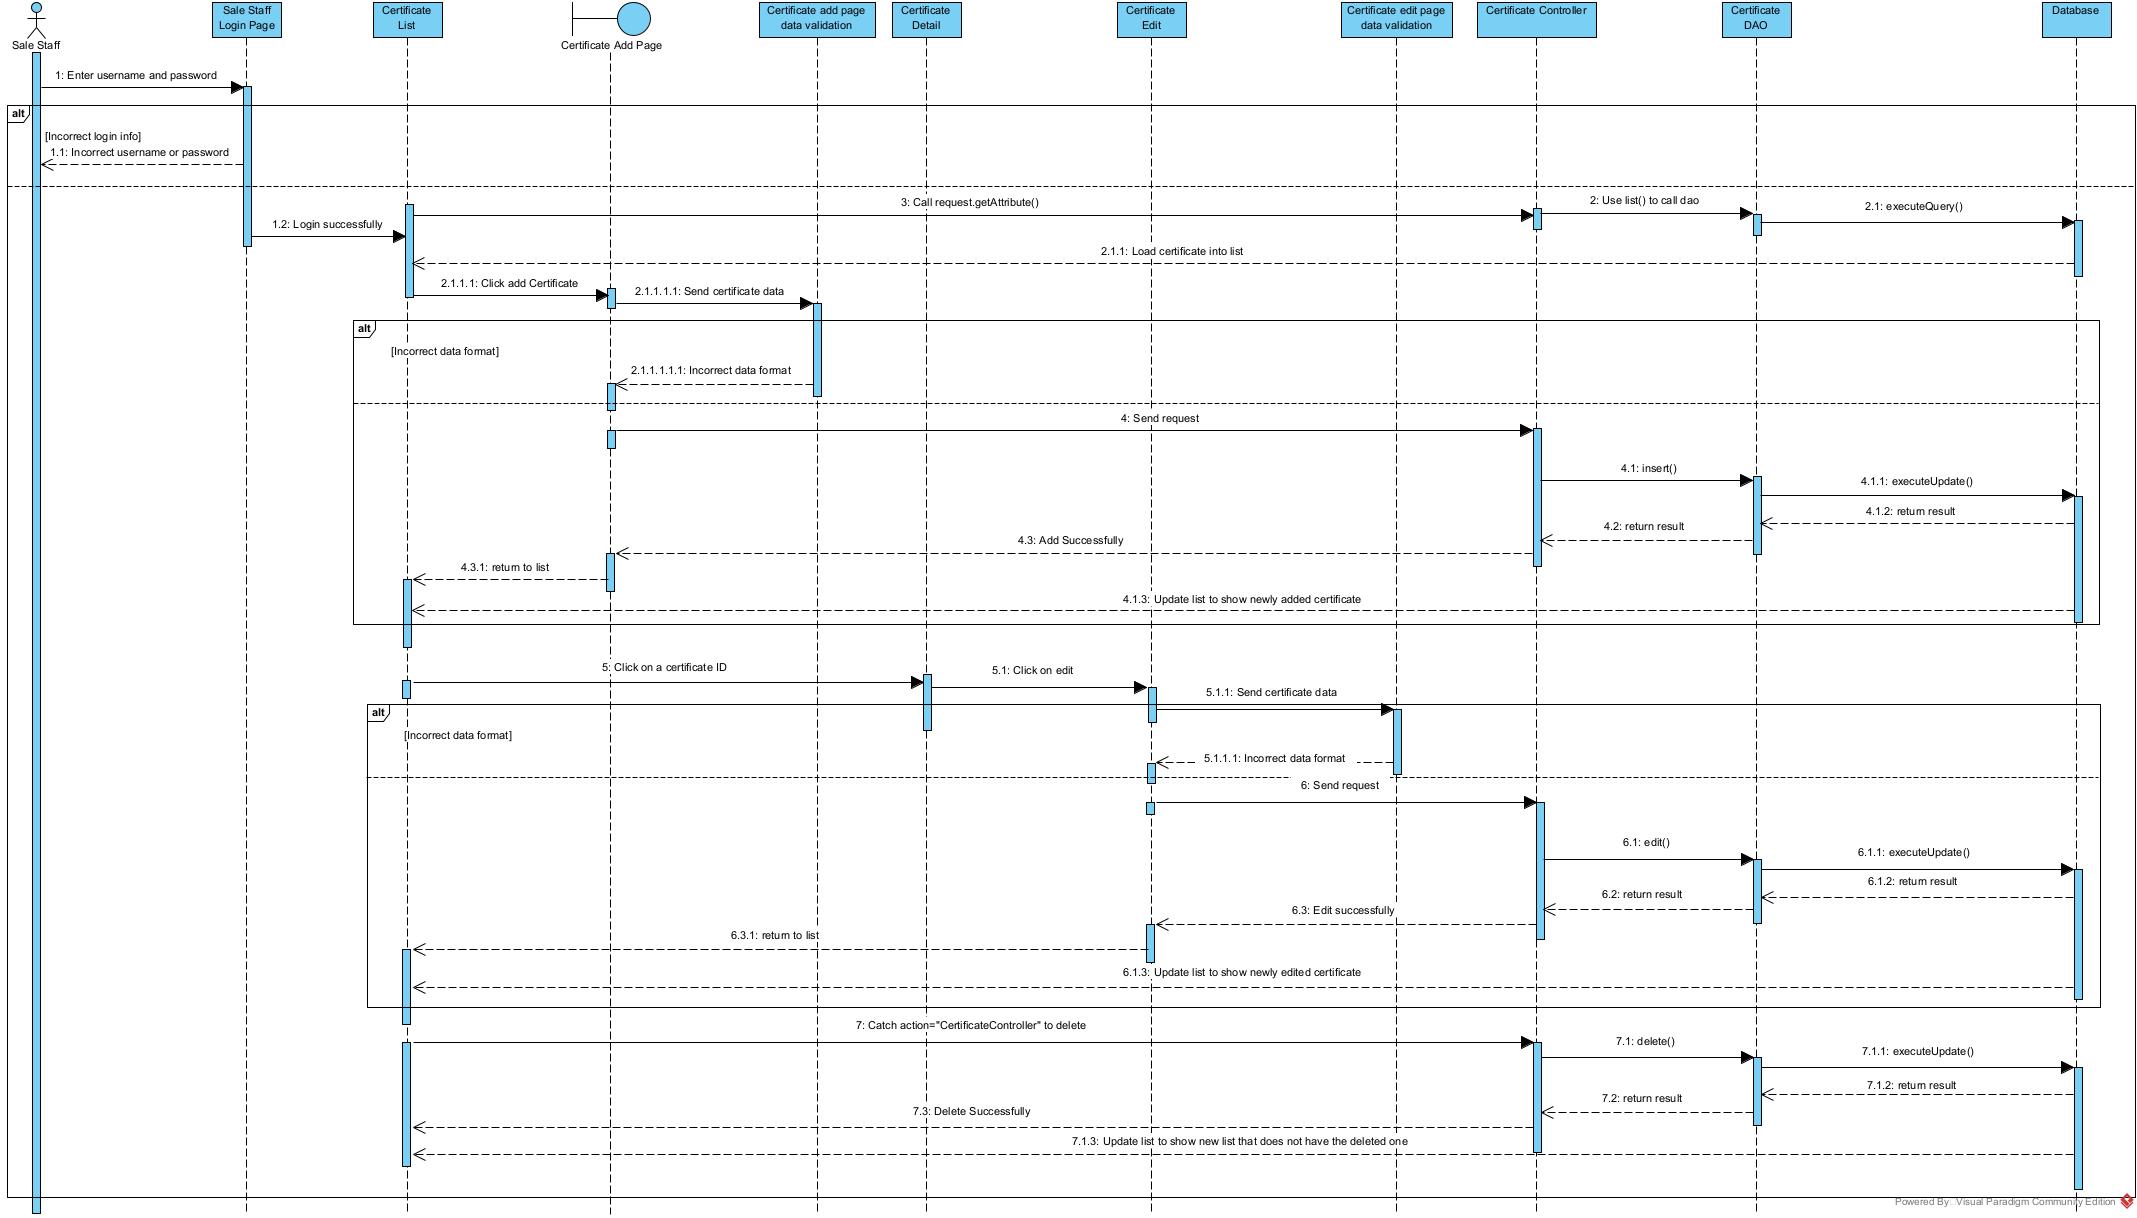 Sale Staff
Sale Staff
Login Page
Certificate
List
Certificate Add Page
Certificate add page
data validation
Certificate
Detail
Certificate
Edit
Certificate edit page
data validation
Certificate Controller
Certificate
DAO
Database
1: Enter username and password
alt
[Incorrect login info]
1.1: Incorrect username or password
3: Call request.getAttribute()
2: Use list() to call dao
2.1: executeQuery()
1.2: Login successfully
2.1.1: Load certificate into list
2.1.1.1: Click add Certificate
2.1.1.1.1: Send certificate data
alt
[Incorrect data format]
2.1.1.1.1.1: Incorrect data format
4: Send request
4.1: insert()
4.1.1: executeUpdate()
4.1.2: return result
4.2: return result
4.3: Add Successfully
4.3.1: return to list
4.1.3: Update list to show newly added certificate
5: Click on a certificate ID
5.1: Click on edit
5.1.1: Send certificate data
alt
[Incorrect data format]
5.1.1.1: Incorrect data format
6: Send request
6.1: edit()
6.1.1: executeUpdate()
6.1.2: return result
6.2: return result
6.3: Edit successfully
6.3.1: return to list
6.1.3: Update list to show newly edited certificate
7: Catch action="CertificateController" to delete
7.1: delete()
7.1.1: executeUpdate()
7.1.2: return result
7.2: return result
7.3: Delete Successfully
7.1.3: Update list to show new list that does not have the deleted one
Powered By: Visual Paradigm Community Edition